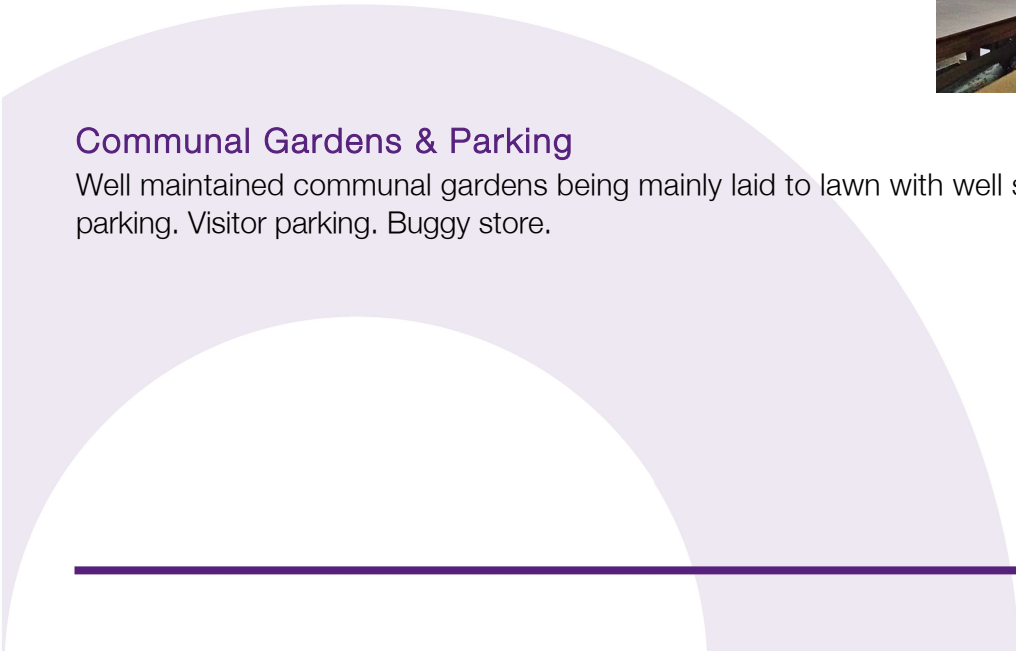 Communal Gardens & Parking
Well maintained communal gardens being mainly laid to lawn with well
parking. Visitor parking. Buggy store.